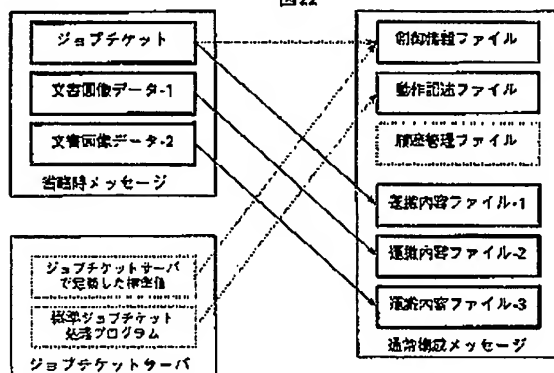 図22
ジョブチケット
文書画像データ-1
文書画像データ-2
省略時メッセージ
ジョブチケットサーバ
で定義した標準値
標準ジョブチケット
処理プログラム
ジョブチケットサーバ
制御情報ファイル
動作記述ファイル
履歴管理ファイル
運搬内容ファイル-1
運搬内容ファイル-2
運搬内容ファイル-3
通常構成メッセージ